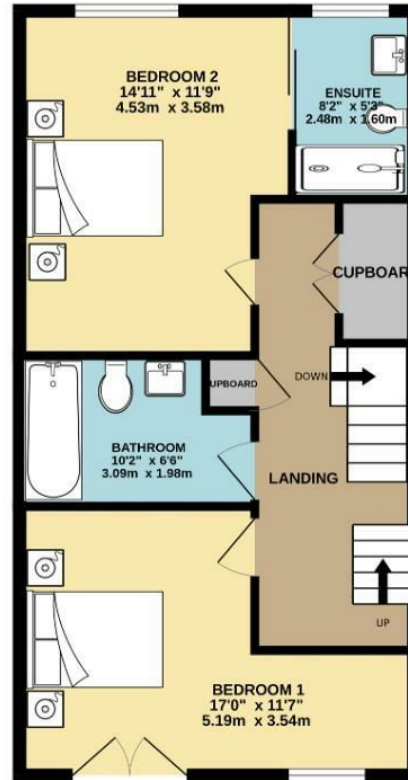 BEDROOM 2
14'11" x 11'9"
4.53m x 3.58m
ENSUITE
8'2" x 5'3"
2.48m x 1.60m
CUPBOAR
DOWN
UPBOARD
BATHROOM
10'2" x 6'6"
3.09m x 1.98m
LANDING
UP
BEDROOM 1
17'0" x 11'7"
5.19m x 3.54m